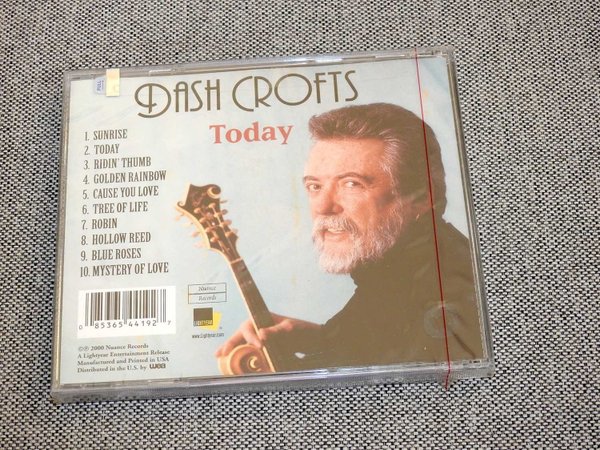 PULL
DASH CROFTS
Today
1. SUNRISE
2. TODAY
3. RIDIN' THUMB
4. GOLDEN RAINBOW
5. CAUSE YOU LOVE
6. TREE OF LIFE
7. ROBIN
8. HOLLOW REED
9. BLUE ROSES
10. MYSTERY OF LOVE
0 85365 44192 7
Nuance
Records
LIGHTYEAR
www.lightyear.com
©℗ 2000 Nuance Records
A Lightyear Entertainment Release
Manufactured and Printed in USA
Distributed in the U.S. by wea